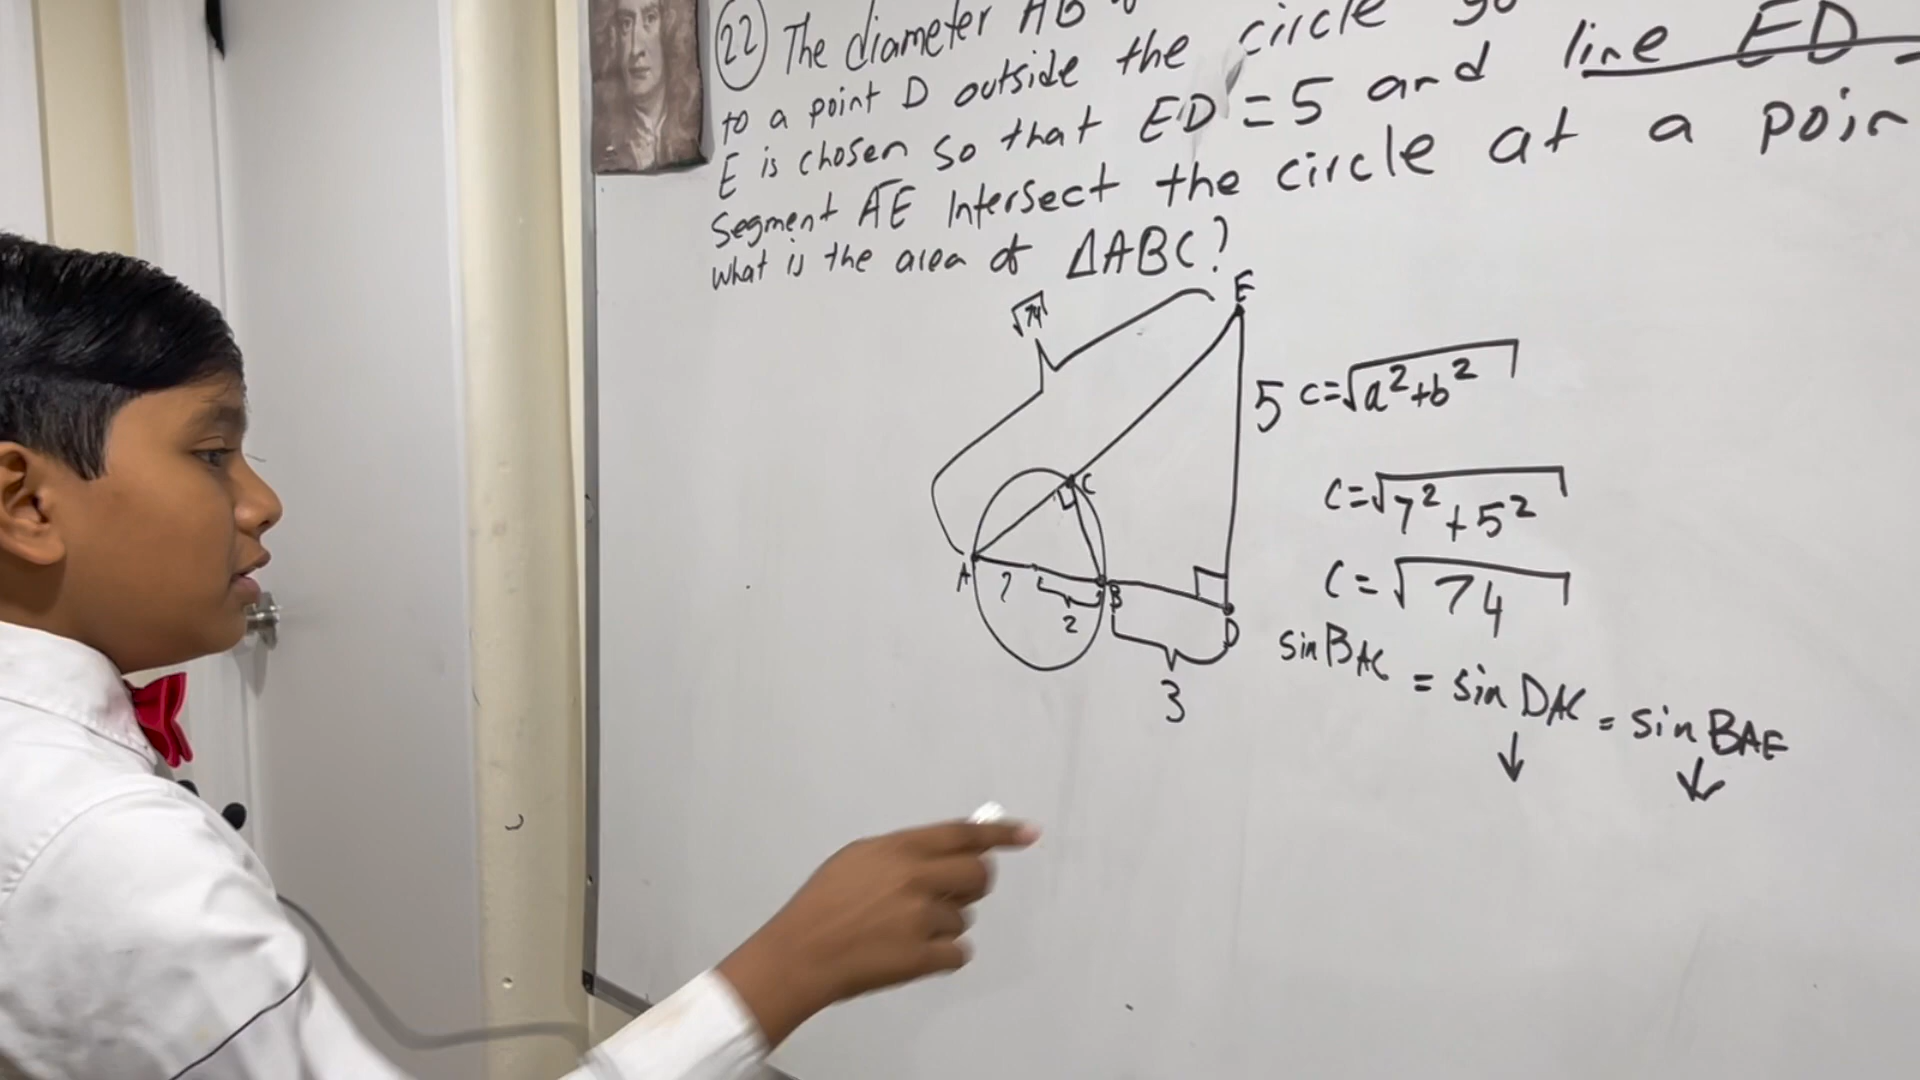 22 The diameter AB
to a point D outside the circle
E is chosen so that ED = 5 and line ED
Segment AE Intersect the circle at a
what is the area of ΔABC?
E
√74
5
c=√a²+b²
C
c=√7²+5²
A
B
2
c=√74
D
3
sin BAC = sin DAC = sin BAE